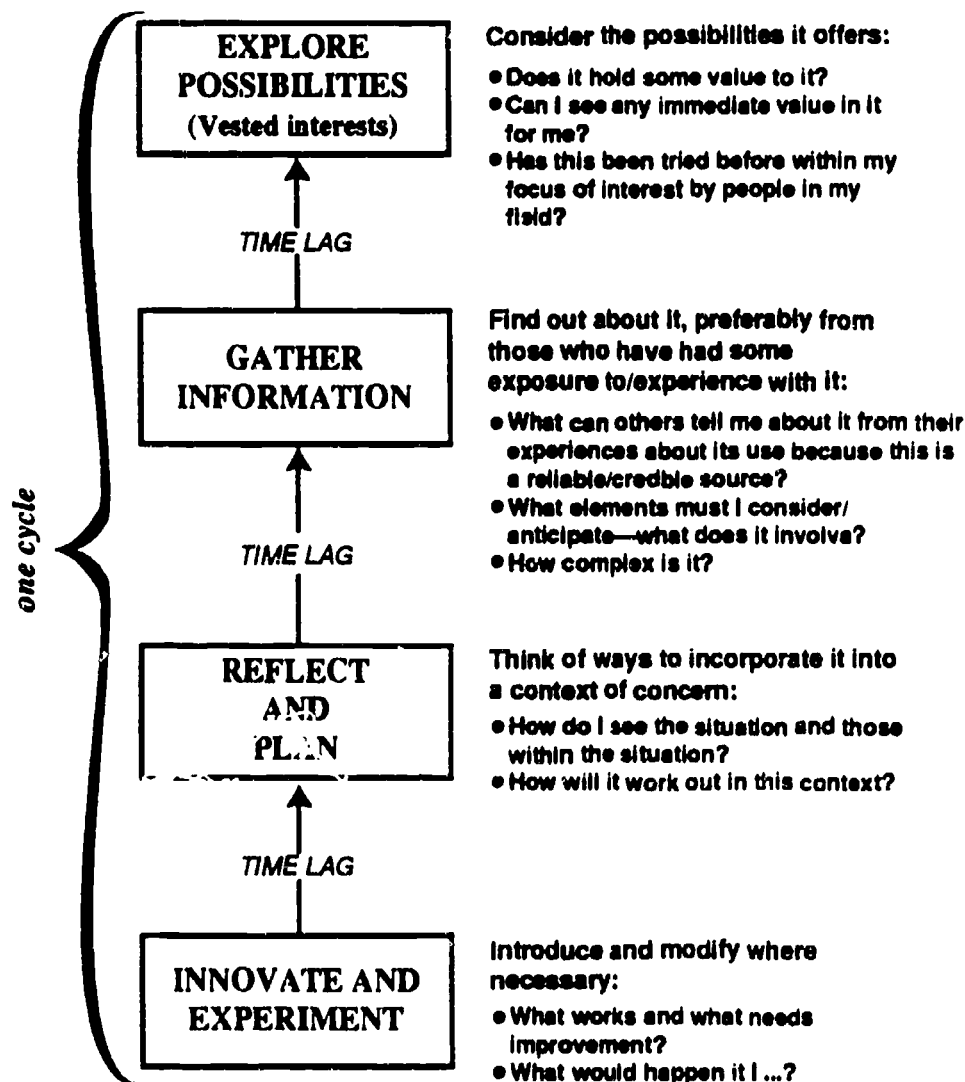 EXPLORE
POSSIBILITIES
(Vested interests)
Consider the possibilities it offers:
● Does it hold some value to it?
● Can I see any immediate value in it
for me?
● Has this been tried before within my
focus of interest by people in my
fisid?
TIME LAG
GATHER
INFORMATION
Find out about it, preferably from
those who have had some
exposure to/experience with it:
● What can others tell me about it from their
experiences about its use because this is
a reliable/credble source?
● What elements must I consider/
anticipate—what does it involva?
● How complex is it?
one cycle
TIME LAG
REFLECT
AND
PLAN
Think of ways to incorporate it into
a context of concern:
● How do I see the situation and those
within the situation?
● How will it work out in this context?
TIME LAG
INNOVATE AND
EXPERIMENT
Introduce and modify where
necessary:
● What works and what needs
improvement?
● What would happen it I ...?